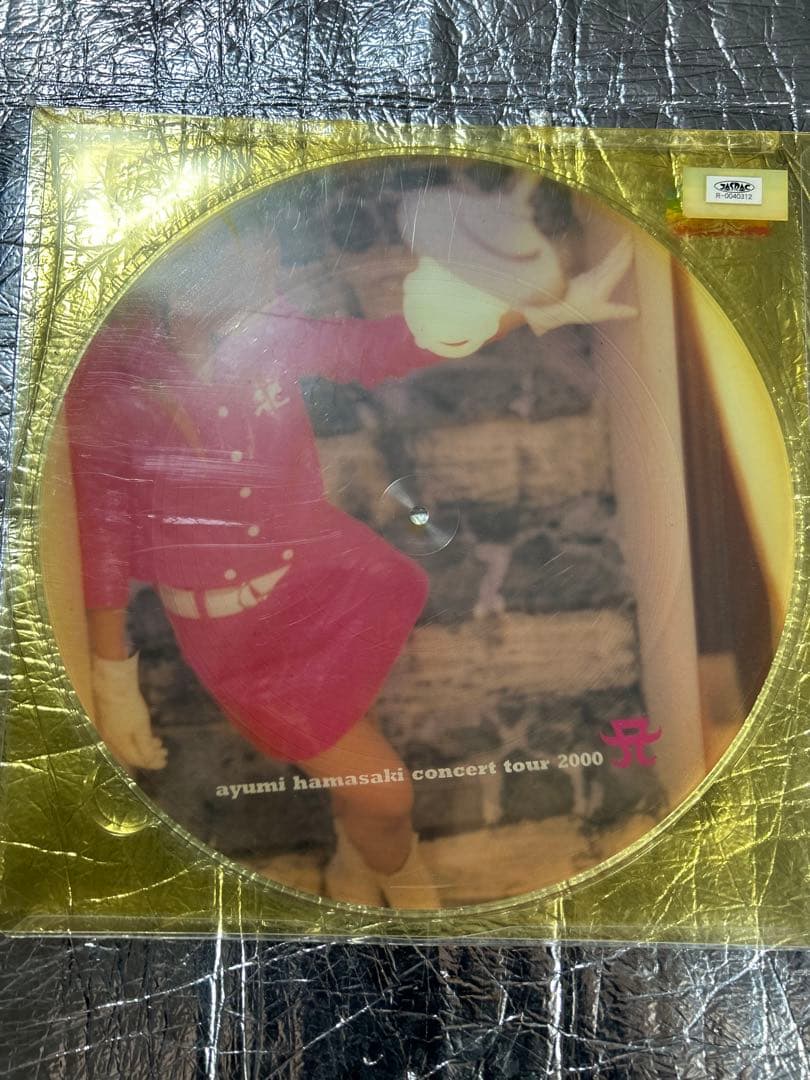 JASRAC
R-0040312
ayumi hamasaki concert tour 2000